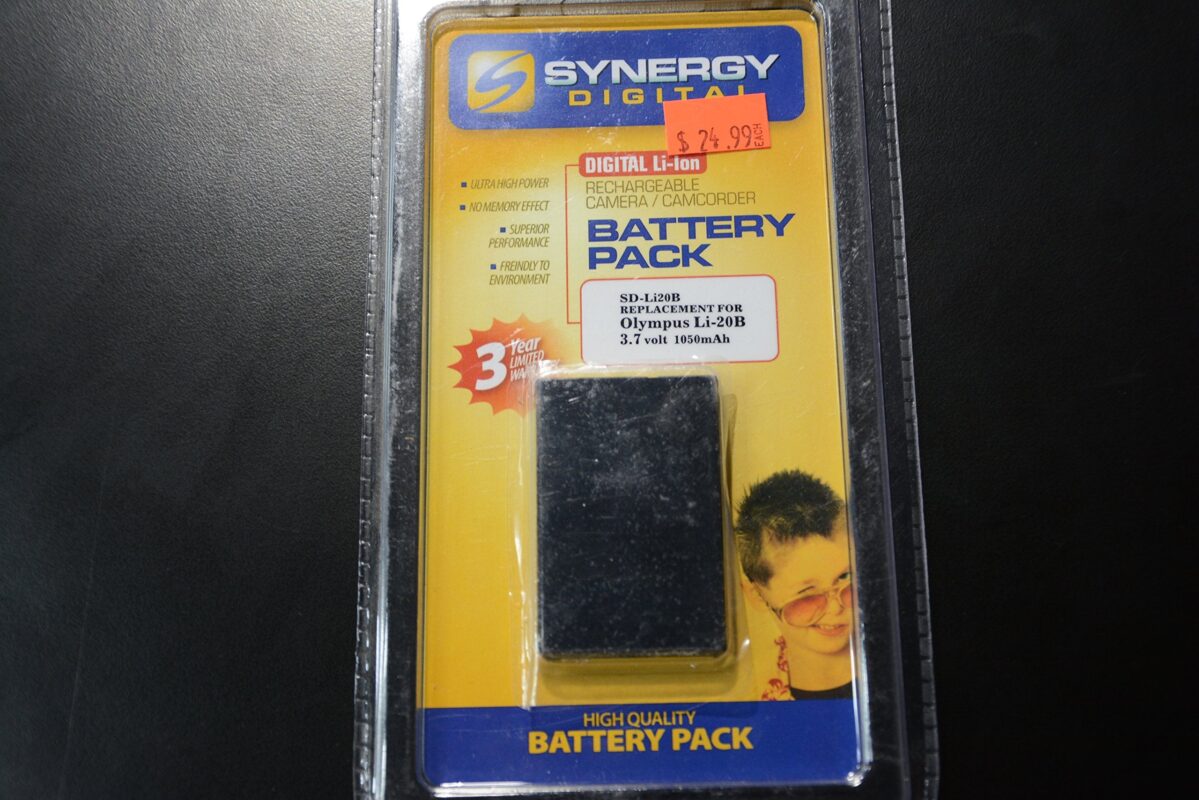 SYNERGY
DIGITAL
$ 24.99 EACH
DIGITAL Li-Ion
RECHARGEABLE
CAMERA / CAMCORDER
BATTERY
PACK
■ ULTRA HIGH POWER
■ NO MEMORY EFFECT
■ SUPERIOR
PERFORMANCE
■ FREINDLY TO
ENVIRONMENT
SD-Li20B
REPLACEMENT FOR
Olympus Li-20B
3.7 volt 1050mAh
3 Year
LIMITED
HIGH QUALITY
BATTERY PACK